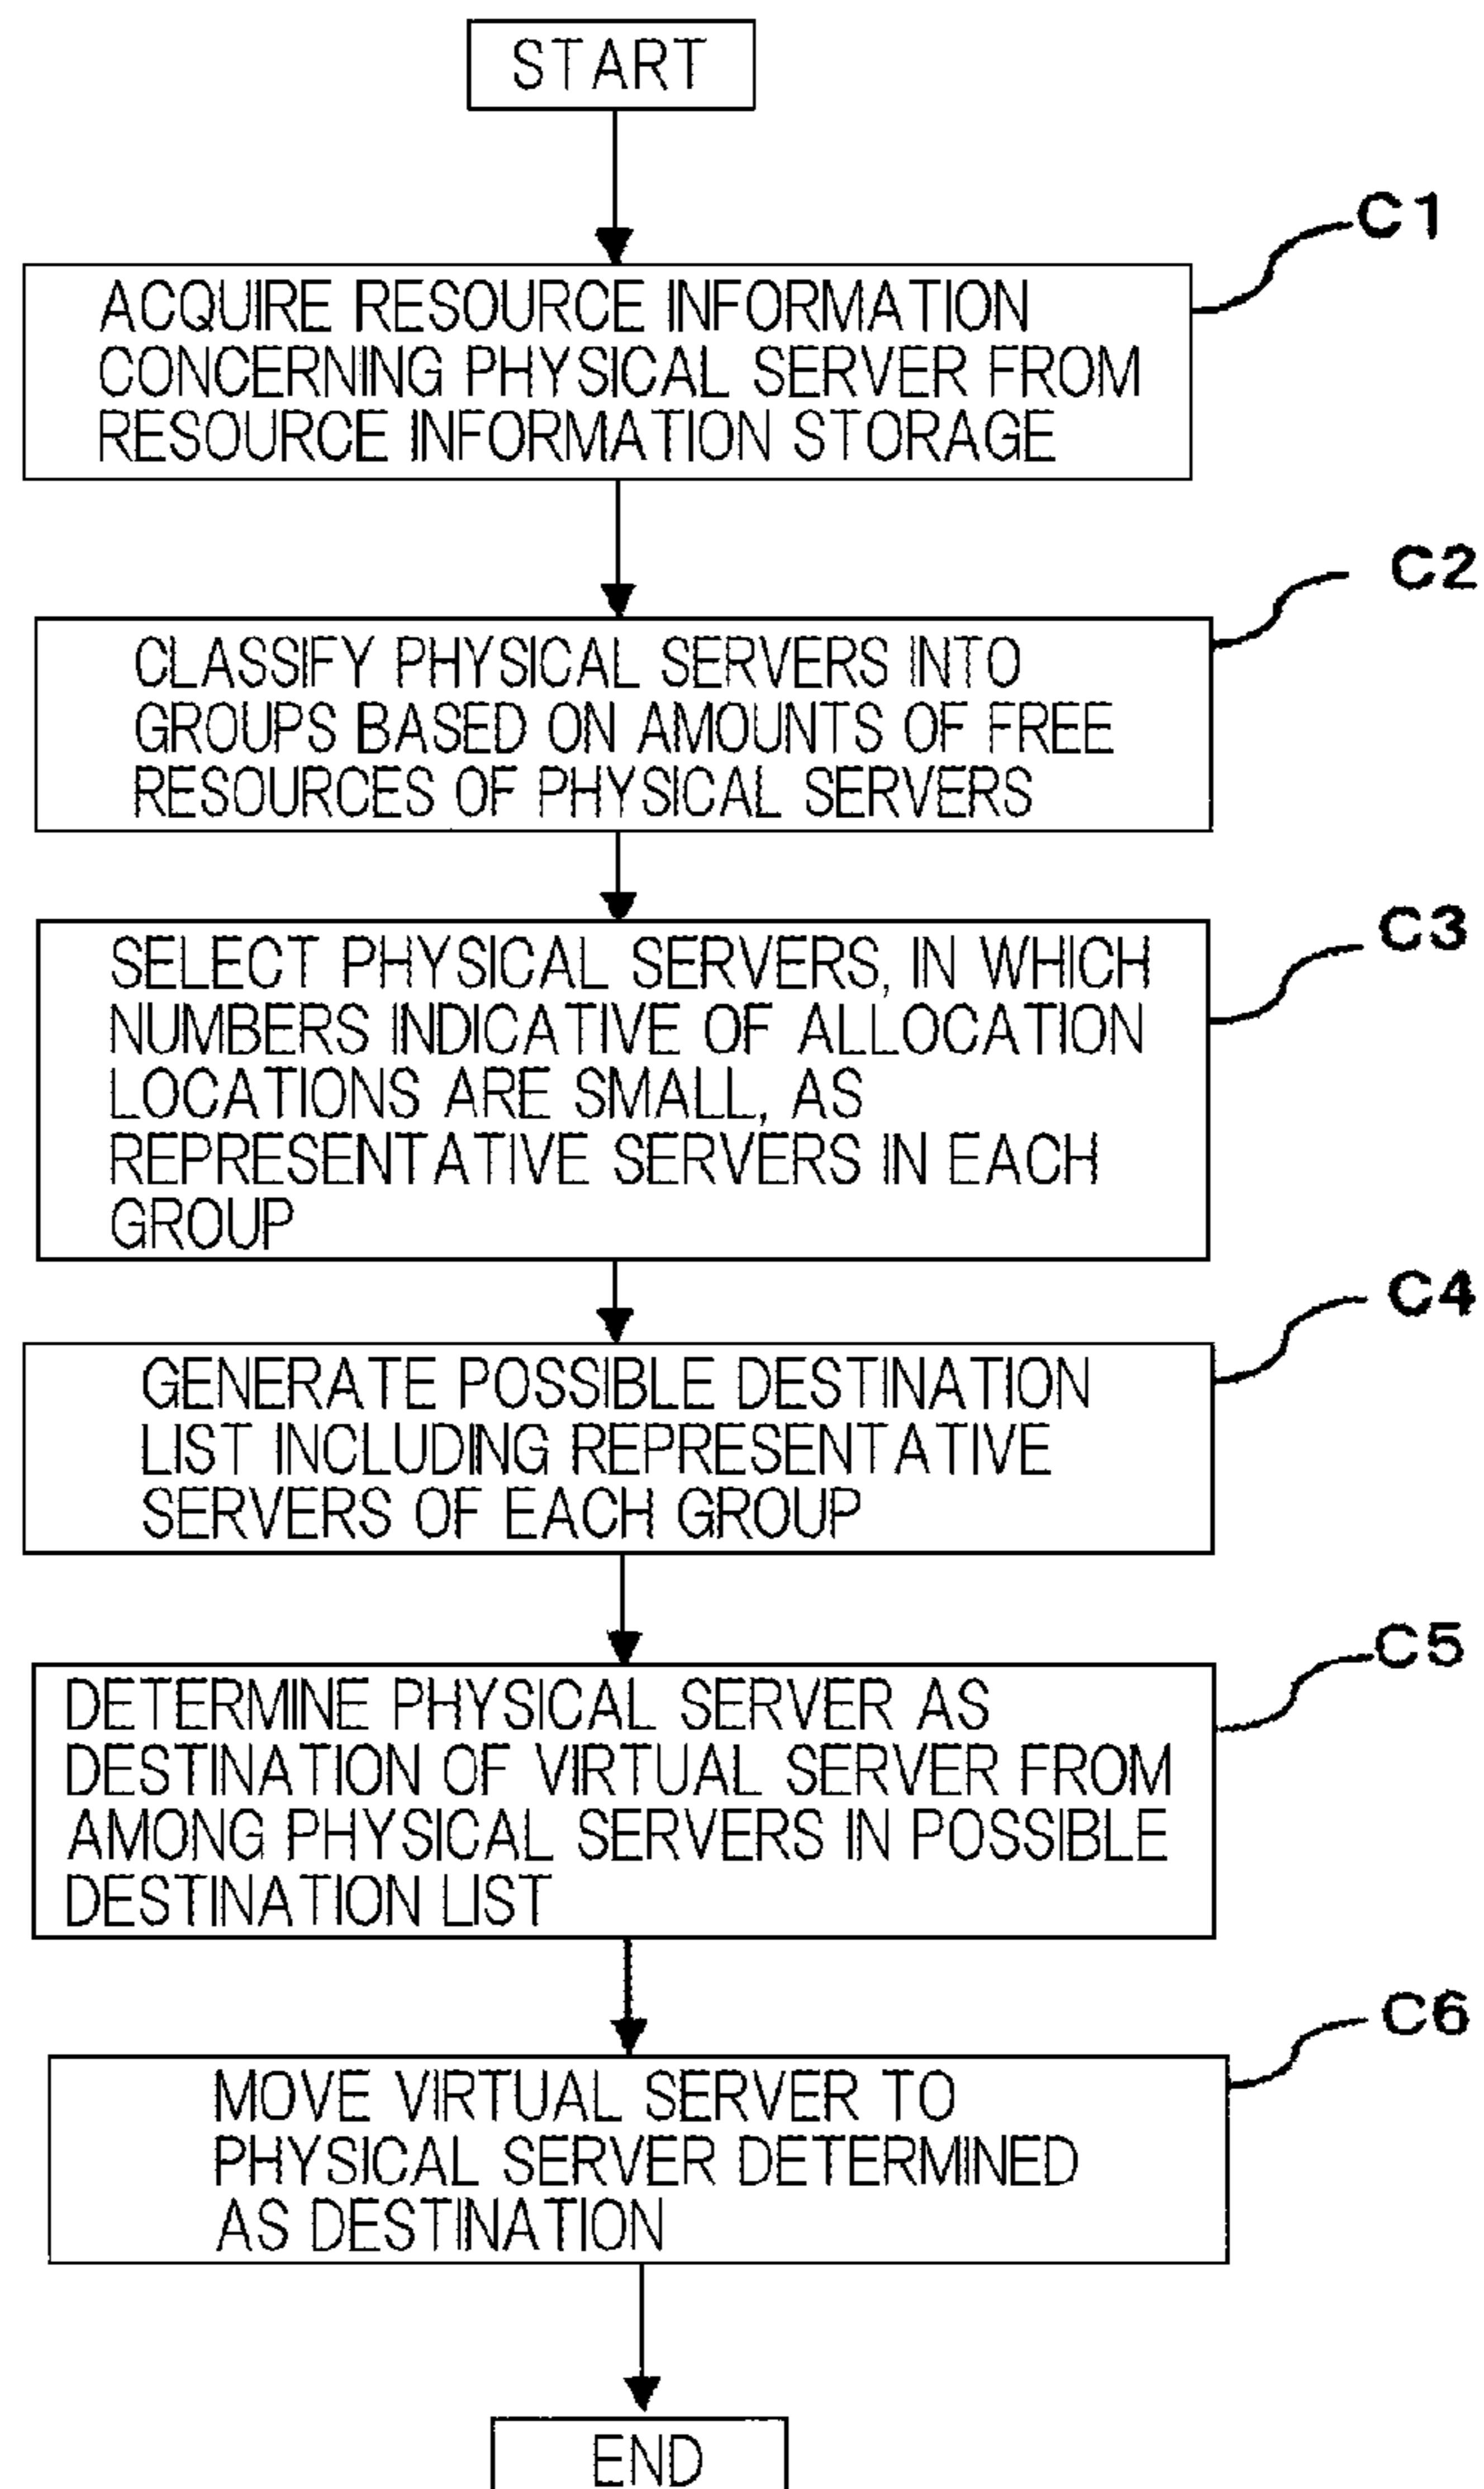 START
C1
ACQUIRE RESOURCE INFORMATION
CONCERNING PHYSICAL SERVER FROM
RESOURCE INFORMATION STORAGE
C2
CLASSIFY PHYSICAL SERVERS INTO
GROUPS BASED ON AMOUNTS OF FREE
RESOURCES OF PHYSICAL SERVERS
C3
SELECT PHYSICAL SERVERS, IN WHICH
NUMBERS INDICATIVE OF ALLOCATION
LOCATIONS ARE SMALL, AS
REPRESENTATIVE SERVERS IN EACH
GROUP
C4
GENERATE POSSIBLE DESTINATION
LIST INCLUDING REPRESENTATIVE
SERVERS OF EACH GROUP
C5
DETERMINE PHYSICAL SERVER AS
DESTINATION OF VIRTUAL SERVER FROM
AMONG PHYSICAL SERVERS IN POSSIBLE
DESTINATION LIST
C6
MOVE VIRTUAL SERVER TO
PHYSICAL SERVER DETERMINED
AS DESTINATION
END